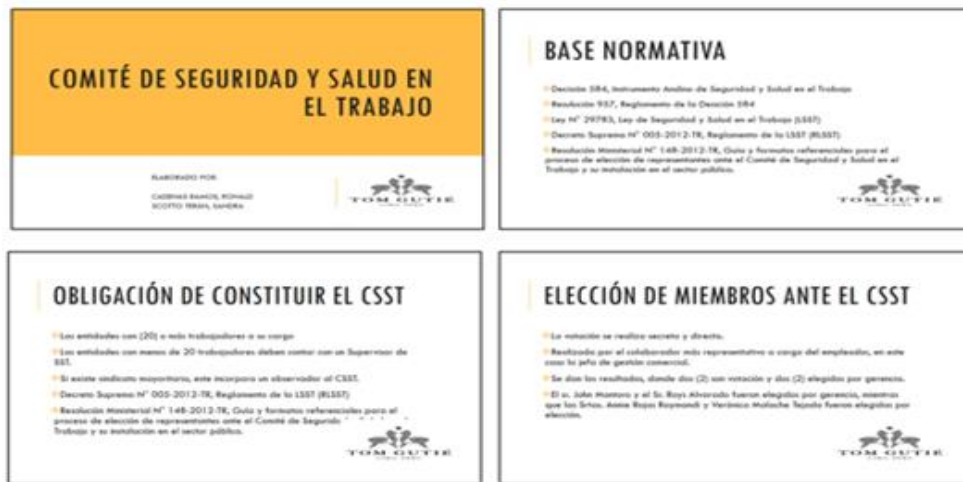 COMITÉ DE SEGURIDAD Y SALUD EN
EL TRABAJO
ELABORADO POR:
CADENAS RAMOS, RONALD
SCOTTO TERÁN, SANDRA
TOM GUTIÉ
BASE NORMATIVA
Decisión 584, Instrumento Andino de Seguridad y Salud en el Trabajo
Resolución 957, Reglamento de la Decisión 584
Ley N° 29783, Ley de Seguridad y Salud en el Trabajo (LSST)
Decreto Supremo N° 005-2012-TR, Reglamento de la LSST (RLSST)
Resolución Ministerial N° 148-2012-TR, Guía y formatos referenciales para el
proceso de elección de representantes ante el Comité de Seguridad y Salud en el
Trabajo y su instalación en el sector público.
TOM GUTIÉ
OBLIGACIÓN DE CONSTITUIR EL CSST
Las entidades con (20) o más trabajadores a su cargo
Las entidades con menos de 20 trabajadores deben contar con un Supervisor de
SST.
Si existe sindicato mayoritario, este incorpora un observador al CSST.
Decreto Supremo N° 005-2012-TR, Reglamento de la LSST (RLSST)
Resolución Ministerial N° 148-2012-TR, Guía y formatos referenciales para el
proceso de elección de representantes ante el Comité de Seguridad
Trabajo y su instalación en el sector público.
TOM GUTIÉ
ELECCIÓN DE MIEMBROS ANTE EL CSST
La votación se realiza secreta y directa.
Realizada por el colaborador más representativo a cargo del empleador, en este
caso la jefa de gestión comercial.
Se dan los resultados, donde dos (2) son votación y dos (2) elegidos por gerencia.
El sr. John Montoro y el Sr. Rays Alvarado fueron elegidos por gerencia, mientras
que las Srtas. Annie Rojas Raymondi y Verónica Malache Tejada fueron elegidas por
elección.
TOM GUTIÉ